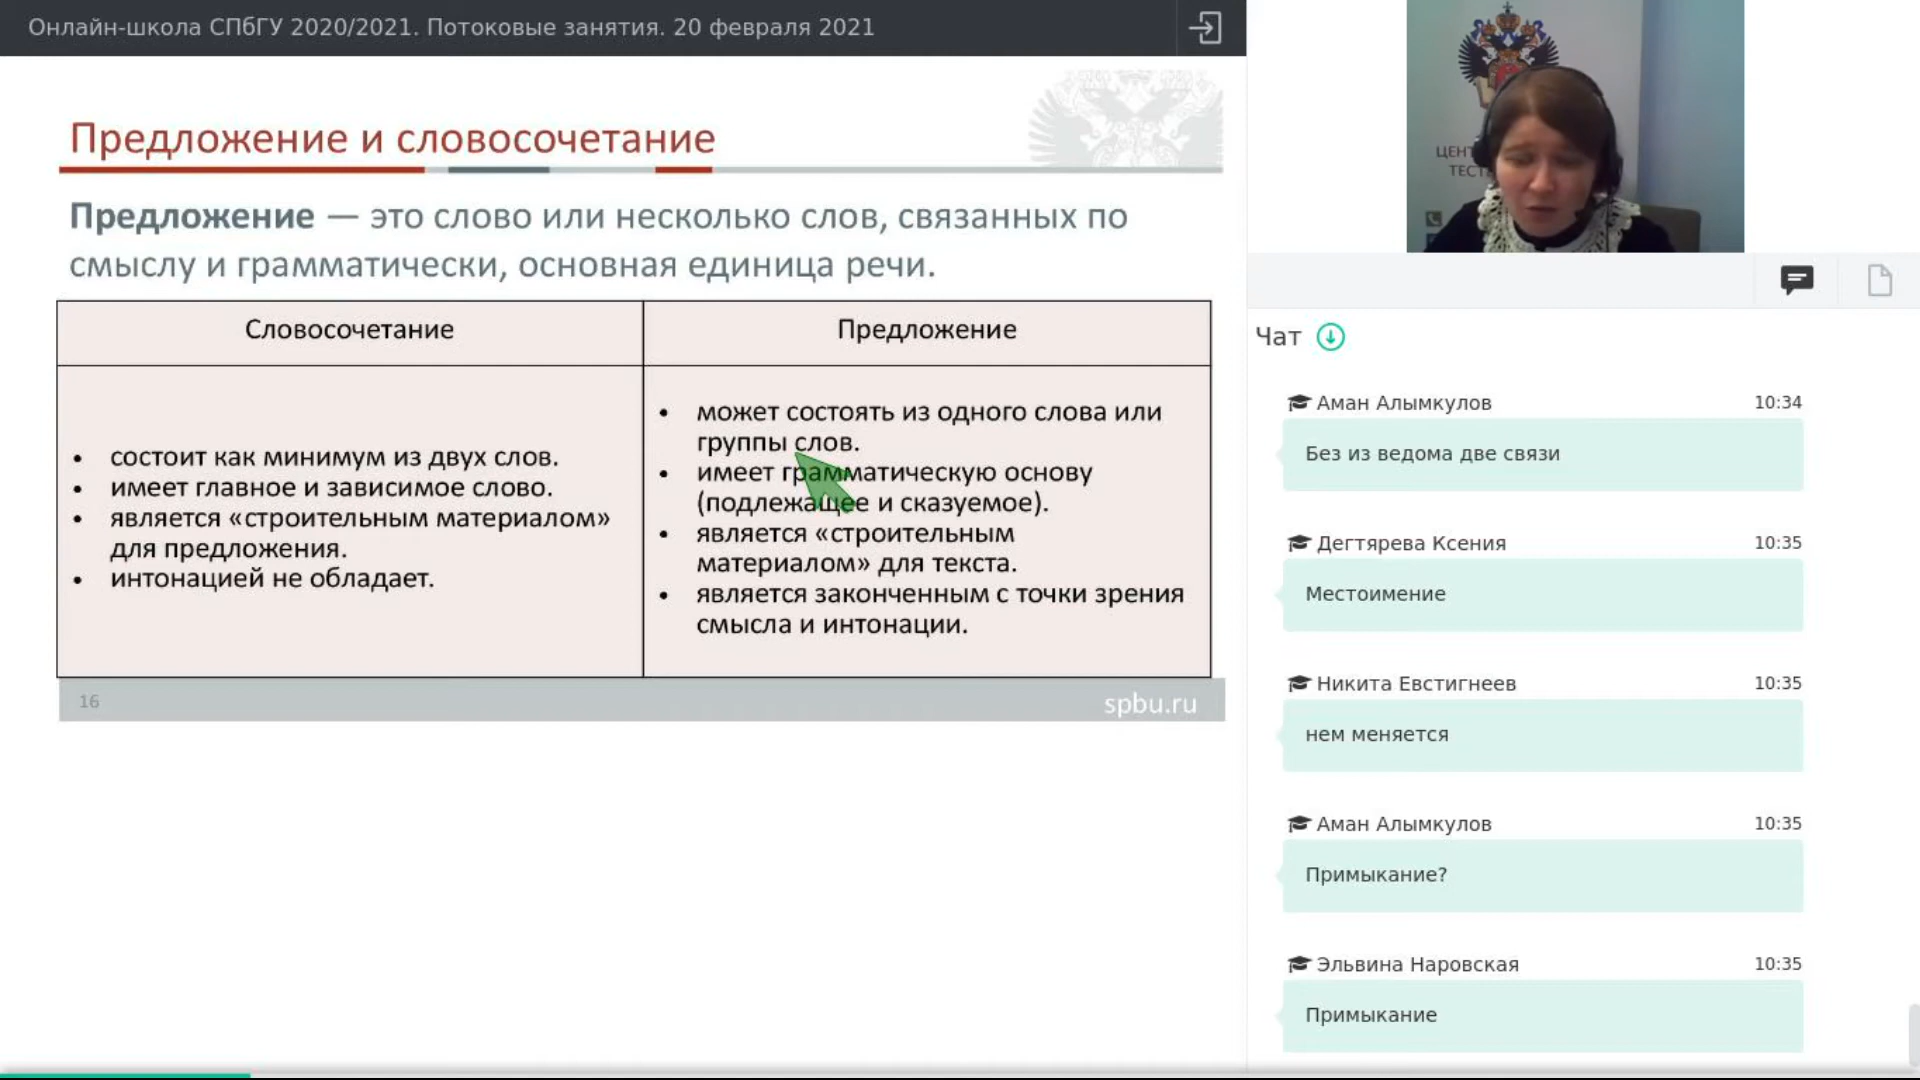 Онлайн-школа СПбГУ 2020/2021. Потоковые занятия. 20 февраля 2021
Предложение и словосочетание
Предложение — это слово или несколько слов, связанных по
смыслу и грамматически, основная единица речи.
Словосочетание
состоит как минимум из двух слов.
имеет главное и зависимое слово.
является «строительным материалом»
для предложения.
интонацией не обладает.
Предложение
может состоять из одного слова или
группы слов.
имеет грамматическую основу
(подлежащее и сказуемое).
является «строительным
материалом» для текста.
является законченным с точки зрения
смысла и интонации.
16
spbu.ru
Чат
Аман Алымкулов 10:34
Без из ведома две связи
Дегтярева Ксения 10:35
Местоимение
Никита Евстигнеев 10:35
нем меняется
Аман Алымкулов 10:35
Примыкание?
Эльвина Наровская 10:35
Примыкание